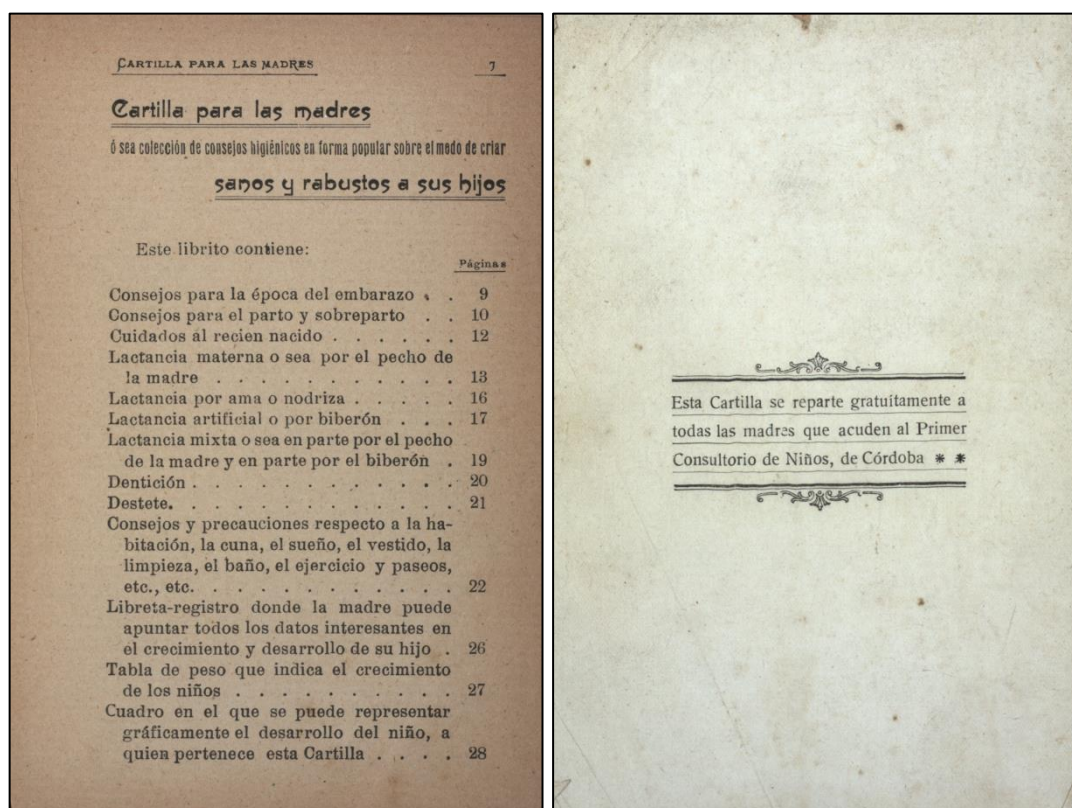 CARTILLA PARA LAS MADRES 7
Cartilla para las madres
ó sea colección de consejos higiénicos en forma popular sobre el modo de criar
sanos y rabustos a sus hijos
Este librito contiene:
Páginas
Consejos para la época del embarazo . . 9
Consejos para el parto y sobreparto . . 10
Cuidados al recien nacido . . . . . . 12
Lactancia materna o sea por el pecho de
la madre . . . . . . . . . . . 13
Lactancia por ama o nodriza . . . . . 16
Lactancia artificial o por biberón . . . 17
Lactancia mixta o sea en parte por el pecho
de la madre y en parte por el biberón . 19
Dentición . . . . . . . . . . . . 20
Destete. . . . . . . . . . . . . 21
Consejos y precauciones respecto a la ha-
bitación, la cuna, el sueño, el vestido, la
limpieza, el baño, el ejercicio y paseos,
etc., etc. . . . . . . . . . . . 22
Libreta-registro donde la madre puede
apuntar todos los datos interesantes en
el crecimiento y desarrollo de su hijo . 26
Tabla de peso que indica el crecimiento
de los niños . . . . . . . . . . 27
Cuadro en el que se puede representar
gráficamente el desarrollo del niño, a
quien pertenece esta Cartilla . . . . 28
Esta Cartilla se reparte gratuítamente a
todas las madres que acuden al Primer
Consultorio de Niños, de Córdoba * *